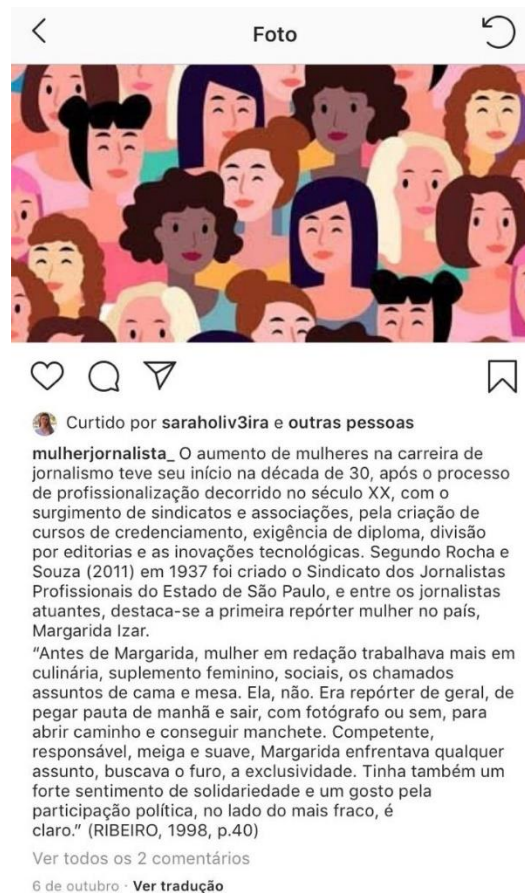 Foto
Curtido por saraholiv3ira e outras pessoas
mulherjornalista_ O aumento de mulheres na carreira de
jornalismo teve seu início na década de 30, após o processo
de profissionalização decorrido no século XX, com o
surgimento de sindicatos e associações, pela criação de
cursos de credenciamento, exigência de diploma, divisão
por editorias e as inovações tecnológicas. Segundo Rocha e
Souza (2011) em 1937 foi criado o Sindicato dos Jornalistas
Profissionais do Estado de São Paulo, e entre os jornalistas
atuantes, destaca-se a primeira repórter mulher no país,
Margarida Izar.
“Antes de Margarida, mulher em redação trabalhava mais em
culinária, suplemento feminino, sociais, os chamados
assuntos de cama e mesa. Ela, não. Era repórter de geral, de
pegar pauta de manhã e sair, com fotógrafo ou sem, para
abrir caminho e conseguir manchete. Competente,
responsável, meiga e suave, Margarida enfrentava qualquer
assunto, buscava o furo, a exclusividade. Tinha também um
forte sentimento de solidariedade e um gosto pela
participação política, no lado do mais fraco, é
claro.” (RIBEIRO, 1998, p.40)
Ver todos os 2 comentários
6 de outubro · Ver tradução